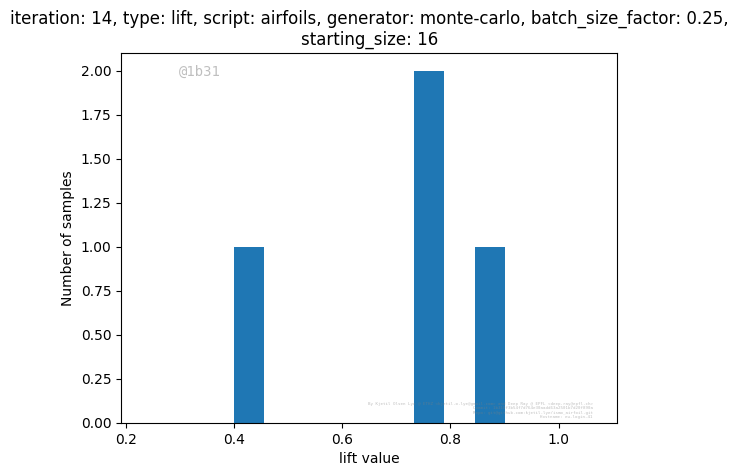 iteration: 14, type: lift, script: airfoils, generator: monte-carlo, batch_size_factor: 0.25,
starting_size: 16
@1b31
2.00
1.75
1.50
1.25
1.00
0.75
0.50
0.25
0.00
Number of samples
0.2
0.4
0.6
0.8
1.0
lift value